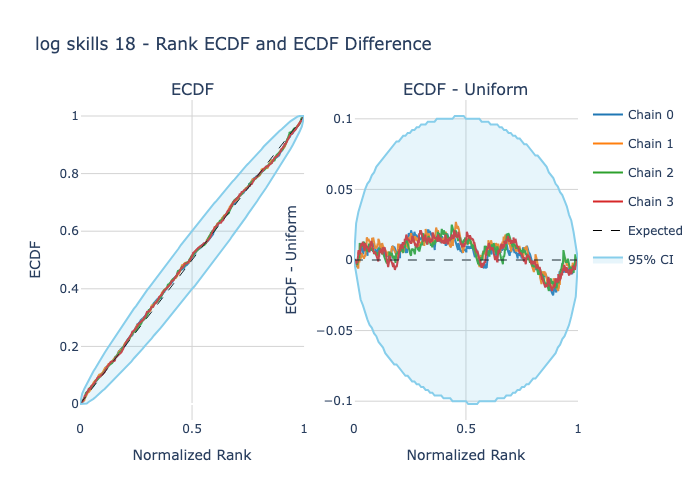 log skills 18 - Rank ECDF and ECDF Difference
ECDF
ECDF - Uniform
1
0.8
0.6
0.4
0.2
0
ECDF
0
0.5
1
Normalized Rank
0.1
0.05
0
−0.05
−0.1
ECDF - Uniform
0
0.5
1
Normalized Rank
Chain 0
Chain 1
Chain 2
Chain 3
Expected
95% CI